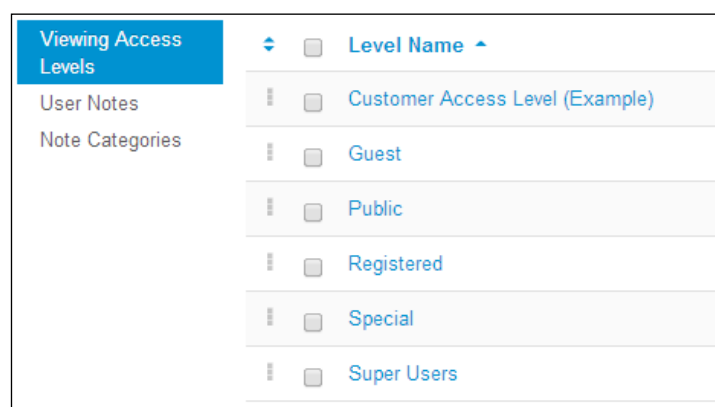 Viewing Access
Levels
User Notes
Note Categories
Level Name
Customer Access Level (Example)
Guest
Public
Registered
Special
Super Users